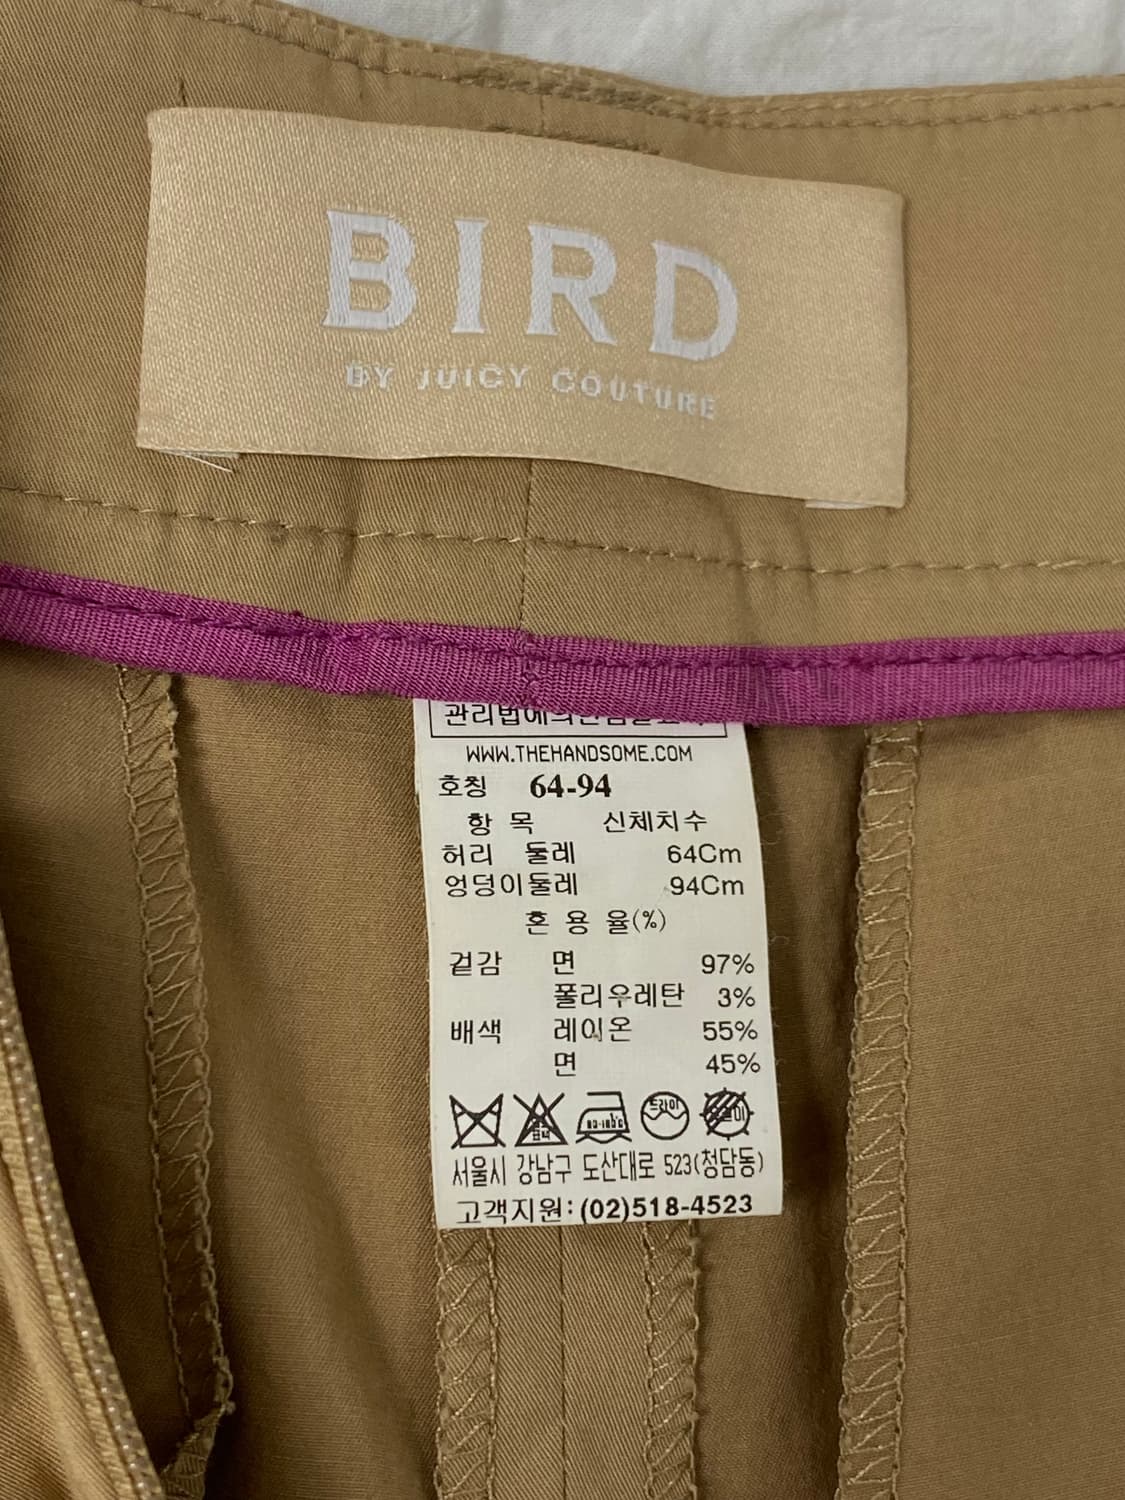 BIRD
BY JUICY COUTURE
WWW.THEHANDSOME.COM
호칭 64-94
항 목 신체치수
허리 둘레 64Cm
엉덩이둘레 94Cm
혼 용 율(%)
겉감 면 97%
폴리우레탄 3%
배색 레이온 55%
면 45%
드라이
서울시 강남구 도산대로 523(청담동)
고객지원:(02)518-4523